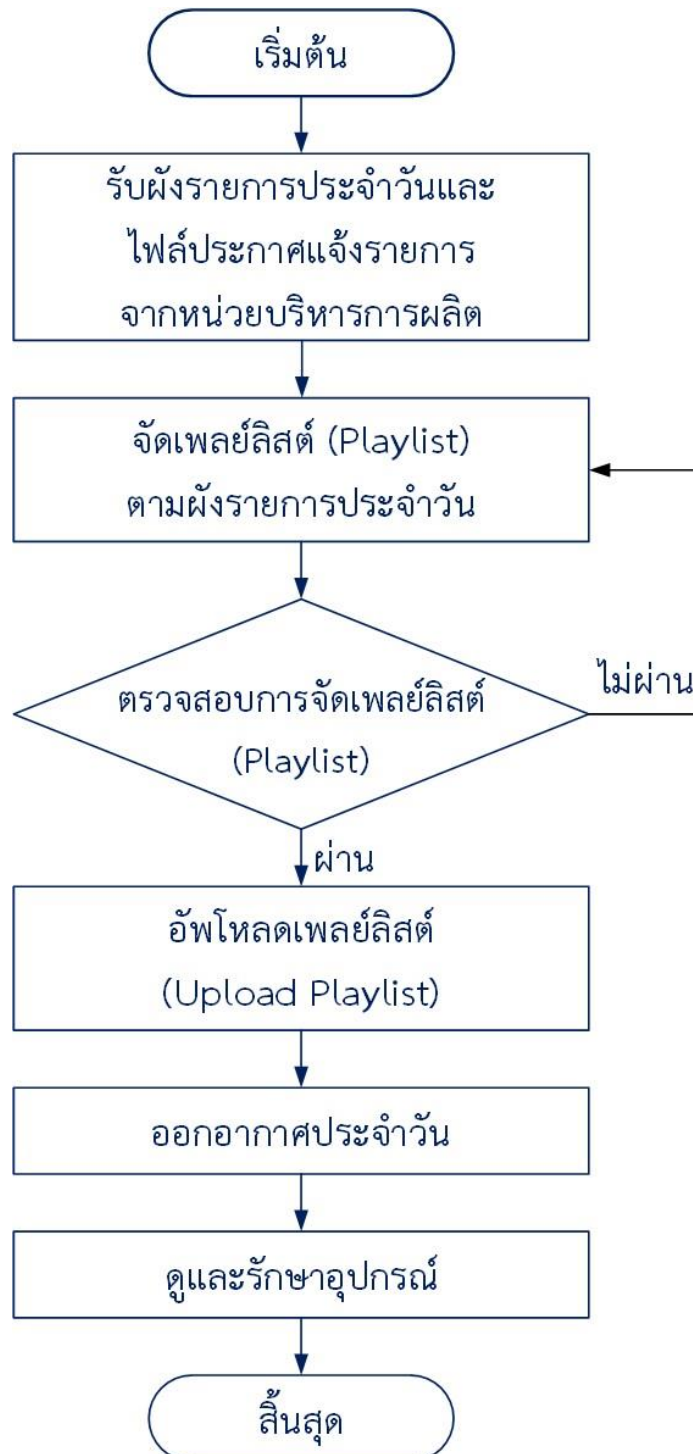 เริ่มต้น
รับผังรายการประจำวันและ
ไฟล์ประกาศแจ้งรายการ
จากหน่วยบริหารการผลิต
จัดเพลย์ลิสต์ (Playlist)
ตามผังรายการประจำวัน
ตรวจสอบการจัดเพลย์ลิสต์
(Playlist)
ไม่ผ่าน
ผ่าน
อัพโหลดเพลย์ลิสต์
(Upload Playlist)
ออกอากาศประจำวัน
ดูและรักษาอุปกรณ์
สิ้นสุด